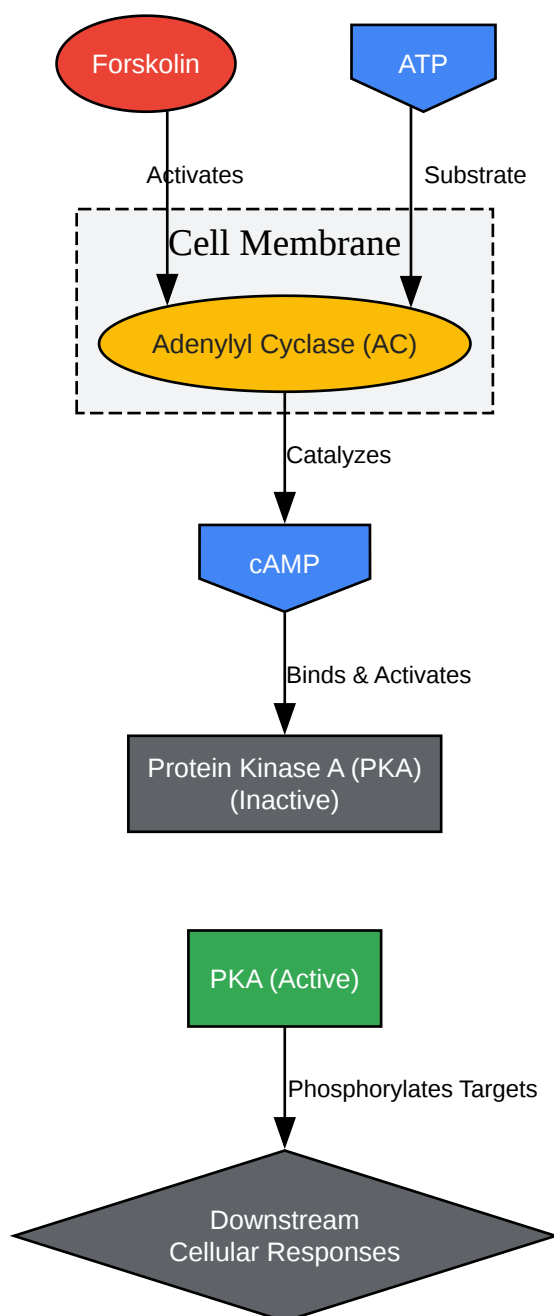 Forskolin
ATP
Activates
Substrate
Cell Membrane
Adenylyl Cyclase (AC)
Catalyzes
cAMP
Binds & Activates
Protein Kinase A (PKA)
(Inactive)
PKA (Active)
Phosphorylates Targets
Downstream
Cellular Responses